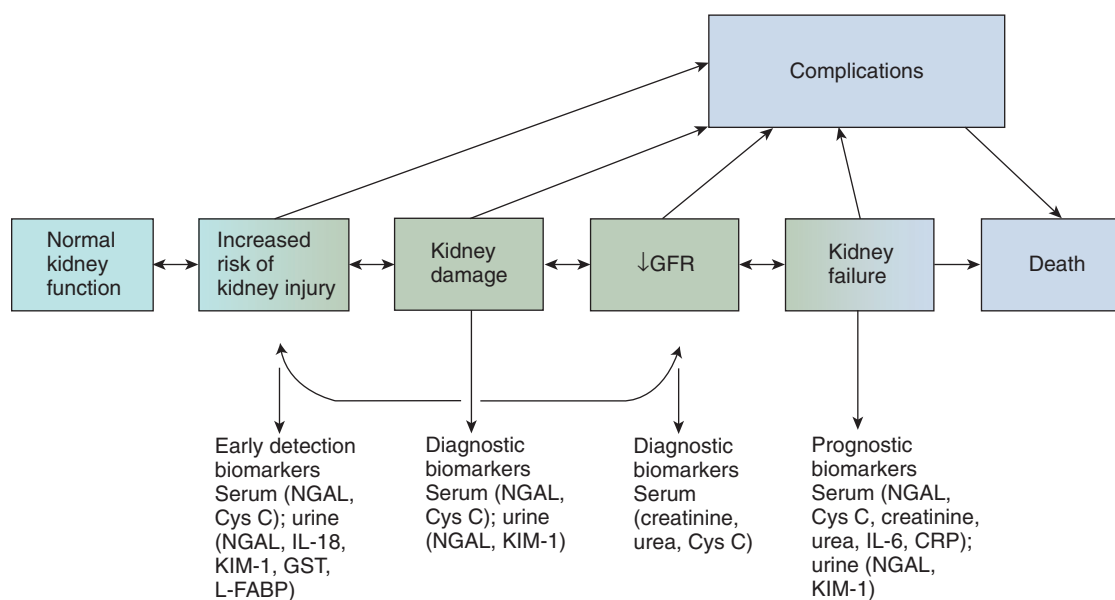 Complications
Normal
kidney
function
Increased
risk of
kidney injury
Kidney
damage
↓GFR
Kidney
failure
Death
Early detection
biomarkers
Serum (NGAL,
Cys C); urine
(NGAL, IL-18,
KIM-1, GST,
L-FABP)
Diagnostic
biomarkers
Serum (NGAL,
Cys C); urine
(NGAL, KIM-1)
Diagnostic
biomarkers
Serum
(creatinine,
urea, Cys C)
Prognostic
biomarkers
Serum (NGAL,
Cys C, creatinine,
urea, IL-6, CRP);
urine (NGAL,
KIM-1)